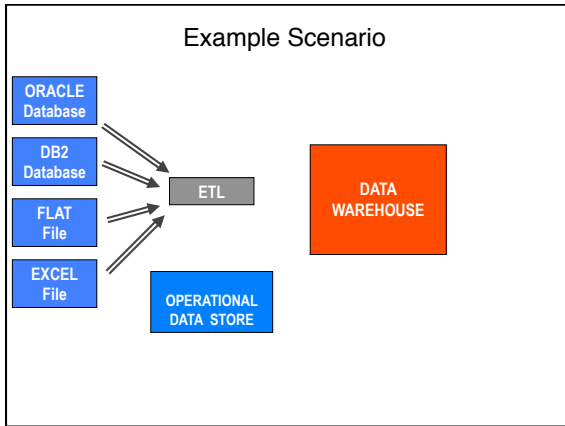 Example Scenario
ORACLE
Database
DB2
Database
FLAT
File
EXCEL
File
ETL
DATA
WAREHOUSE
OPERATIONAL
DATA STORE